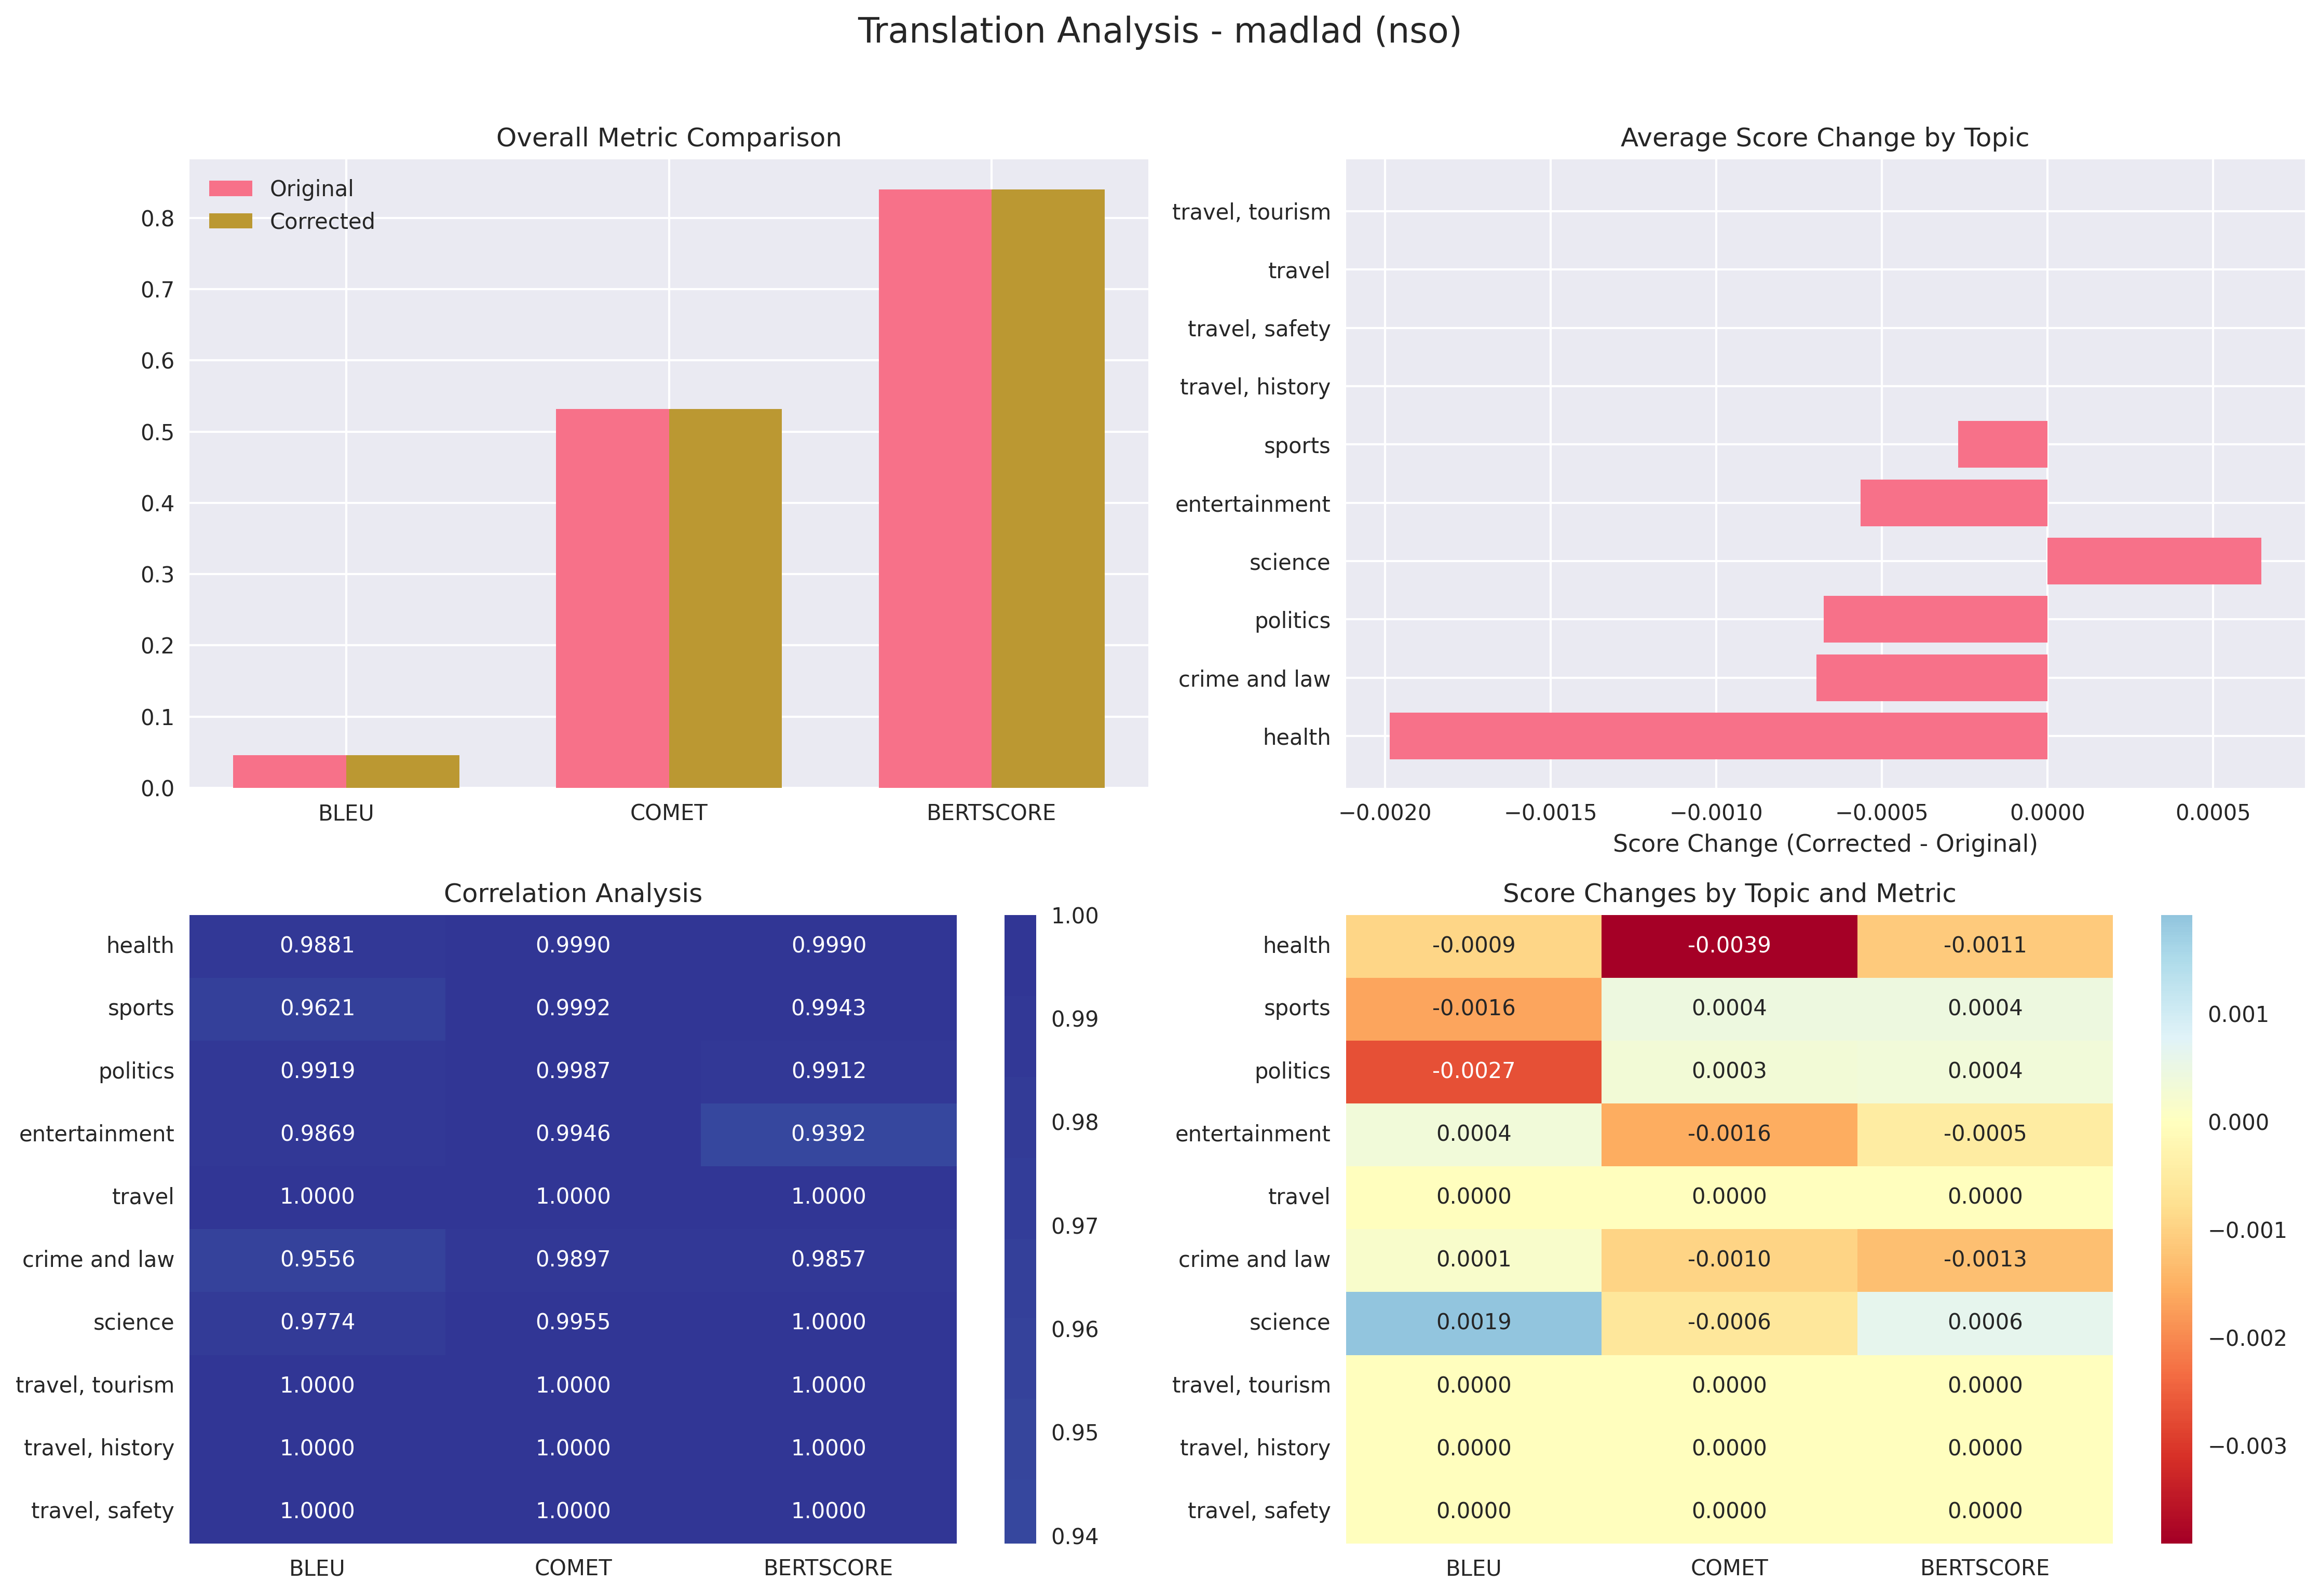 Translation Analysis - madlad (nso)
Overall Metric Comparison
Original
Corrected
0.8
0.7
0.6
0.5
0.4
0.3
0.2
0.1
0.0
BLEU COMET BERTSCORE
Average Score Change by Topic
travel, tourism
travel
travel, safety
travel, history
sports
entertainment
science
politics
crime and law
health
−0.0020 −0.0015 −0.0010 −0.0005 0.0000 0.0005
Score Change (Corrected - Original)
Correlation Analysis
health 0.9881 0.9990 0.9990
sports 0.9621 0.9992 0.9943
politics 0.9919 0.9987 0.9912
entertainment 0.9869 0.9946 0.9392
travel 1.0000 1.0000 1.0000
crime and law 0.9556 0.9897 0.9857
science 0.9774 0.9955 1.0000
travel, tourism 1.0000 1.0000 1.0000
travel, history 1.0000 1.0000 1.0000
travel, safety 1.0000 1.0000 1.0000
BLEU COMET BERTSCORE
1.00
0.99
0.98
0.97
0.96
0.95
0.94
Score Changes by Topic and Metric
health -0.0009 -0.0039 -0.0011
sports -0.0016 0.0004 0.0004
politics -0.0027 0.0003 0.0004
entertainment 0.0004 -0.0016 -0.0005
travel 0.0000 0.0000 0.0000
crime and law 0.0001 -0.0010 -0.0013
science 0.0019 -0.0006 0.0006
travel, tourism 0.0000 0.0000 0.0000
travel, history 0.0000 0.0000 0.0000
travel, safety 0.0000 0.0000 0.0000
BLEU COMET BERTSCORE
0.001
0.000
−0.001
−0.002
−0.003